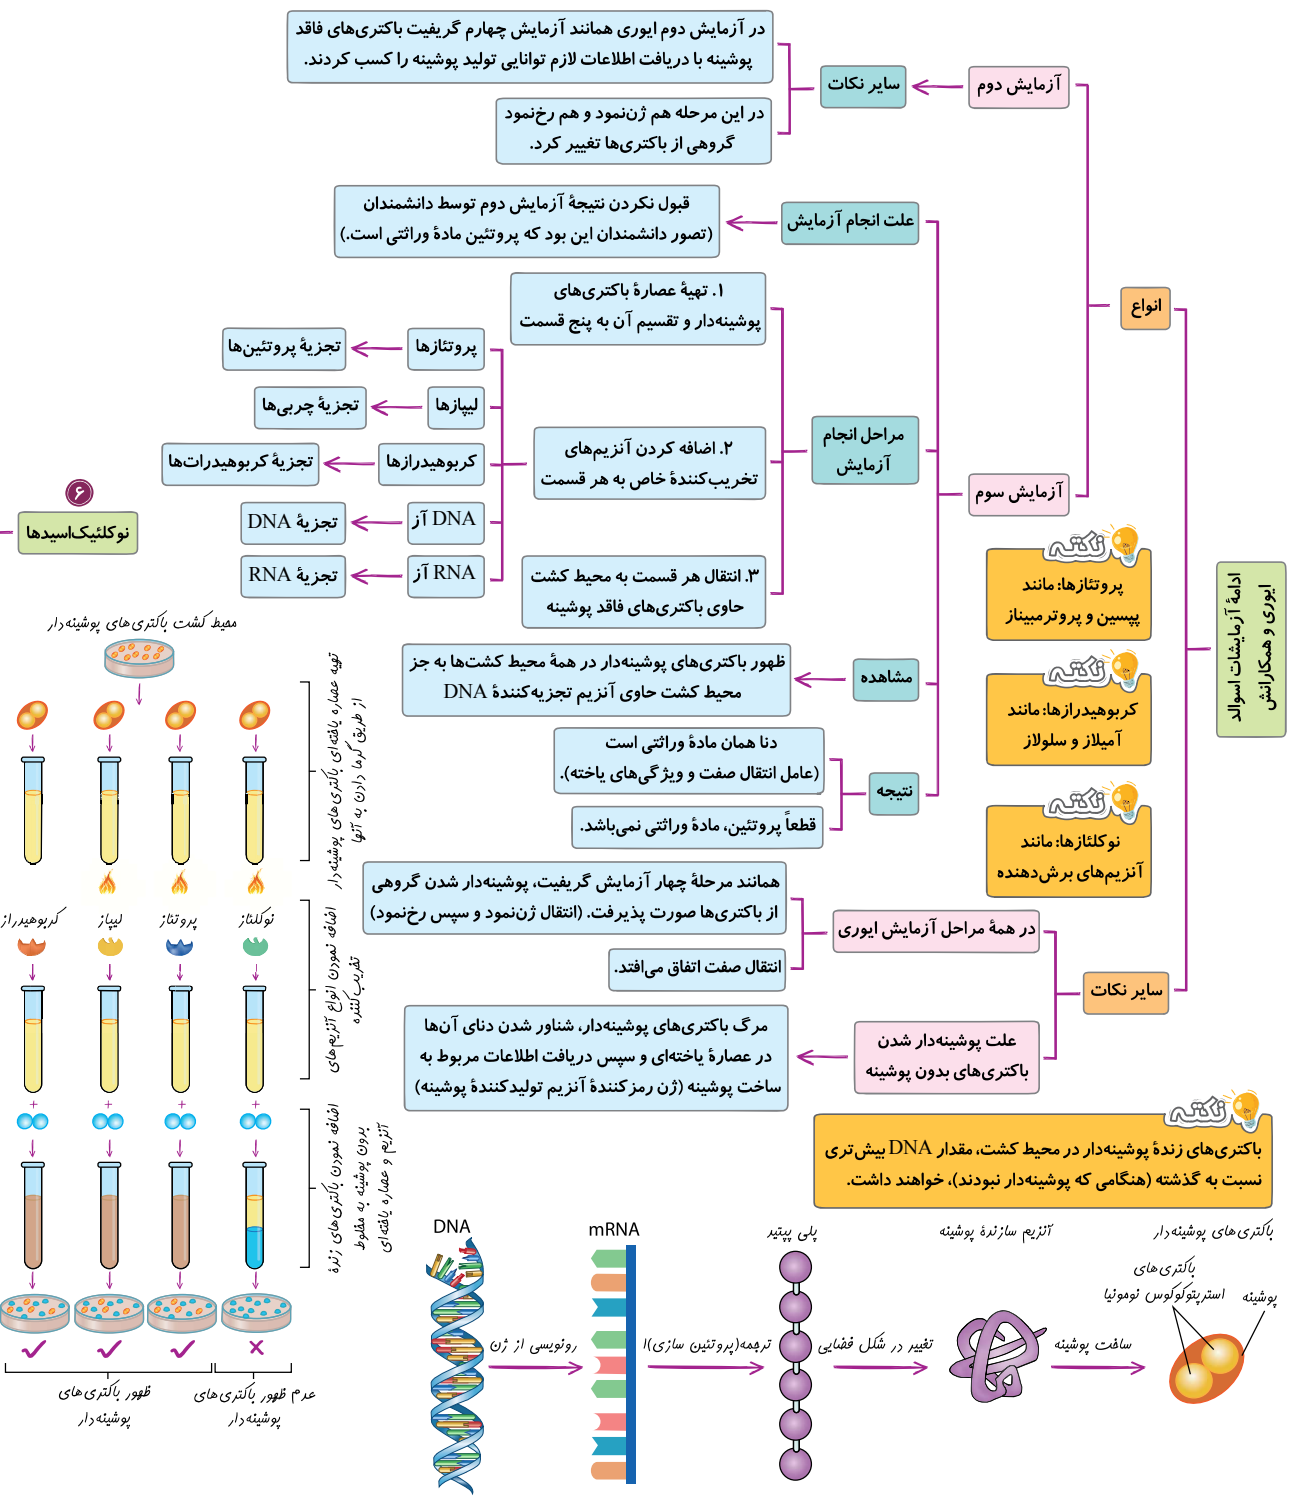 ادامهٔ آزمایشات اسوالد
ایوری و همکارانش
انواع
آزمایش دوم
سایر نکات
در آزمایش دوم ایوری همانند آزمایش چهارم گریفیت باکتری‌های فاقد
پوشینه با دریافت اطلاعات لازم توانایی تولید پوشینه را کسب کردند.
در این مرحله هم ژن‌نمود و هم رخ‌نمود
گروهی از باکتری‌ها تغییر کرد.
آزمایش سوم
علت انجام آزمایش
قبول نکردن نتیجهٔ آزمایش دوم توسط دانشمندان
(تصور دانشمندان این بود که پروتئین مادهٔ وراثتی است.)
مراحل انجام
آزمایش
۱. تهیهٔ عصارهٔ باکتری‌های
پوشینه‌دار و تقسیم آن به پنج قسمت
۲. اضافه کردن آنزیم‌های
تخریب‌کنندهٔ خاص به هر قسمت
پروتئازها
تجزیهٔ پروتئین‌ها
لیپازها
تجزیهٔ چربی‌ها
کربوهیدرازها
تجزیهٔ کربوهیدرات‌ها
DNA آز
تجزیهٔ DNA
RNA آز
تجزیهٔ RNA
۳. انتقال هر قسمت به محیط کشت
حاوی باکتری‌های فاقد پوشینه
مشاهده
ظهور باکتری‌های پوشینه‌دار در همهٔ محیط کشت‌ها به جز
محیط کشت حاوی آنزیم تجزیه‌کنندهٔ DNA
نتیجه
دنا همان مادهٔ وراثتی است
(عامل انتقال صفت و ویژگی‌های یاخته).
قطعاً پروتئین، مادهٔ وراثتی نمی‌باشد.
نکته
پروتئازها: مانند
پپسین و پروترمبیناز
نکته
کربوهیدرازها: مانند
آمیلاز و سلولاز
نکته
نوکلئازها: مانند
آنزیم‌های برش‌دهنده
سایر نکات
در همهٔ مراحل آزمایش ایوری
همانند مرحلهٔ چهار آزمایش گریفیت، پوشینه‌دار شدن گروهی
از باکتری‌ها صورت پذیرفت. (انتقال ژن‌نمود و سپس رخ‌نمود)
انتقال صفت اتفاق می‌افتد.
علت پوشینه‌دار شدن
باکتری‌های بدون پوشینه
مرگ باکتری‌های پوشینه‌دار، شناور شدن دنای آن‌ها
در عصارهٔ یاخته‌ای و سپس دریافت اطلاعات مربوط به
ساخت پوشینه (ژن رمزکنندهٔ آنزیم تولیدکنندهٔ پوشینه)
نکته
باکتری‌های زندهٔ پوشینه‌دار در محیط کشت، مقدار DNA بیش‌تری
نسبت به گذشته (هنگامی که پوشینه‌دار نبودند)، خواهند داشت.
باکتری‌های پوشینه‌دار
باکتری‌های
استرپتوکوکوس نومونیا
پوشینه
ساخت پوشینه
آنزیم سازندهٔ پوشینه
تغییر در شکل فضایی
پلی پپتید
ترجمه(پروتئین سازی)ا
mRNA
رونویسی از ژن
DNA
۶
نوکلئیک‌اسیدها
محیط کشت باکتری‌های پوشینه‌دار
تهیه عصاره یاخته‌ای باکتری‌های پوشینه‌دار
از طریق گرما دادن به آنها
نوکلئاز
پروتئاز
لیپاز
کربوهیدراز
اضافه نمودن انواع آنزیم‌های
تخریب‌کننده
+ + + +
اضافه نمودن باکتری‌های زندهٔ
بدون پوشینه به مخلوط
آنزیم و عصاره یاخته‌ای
عدم ظهور باکتری‌های
پوشینه‌دار
ظهور باکتری‌های
پوشینه‌دار